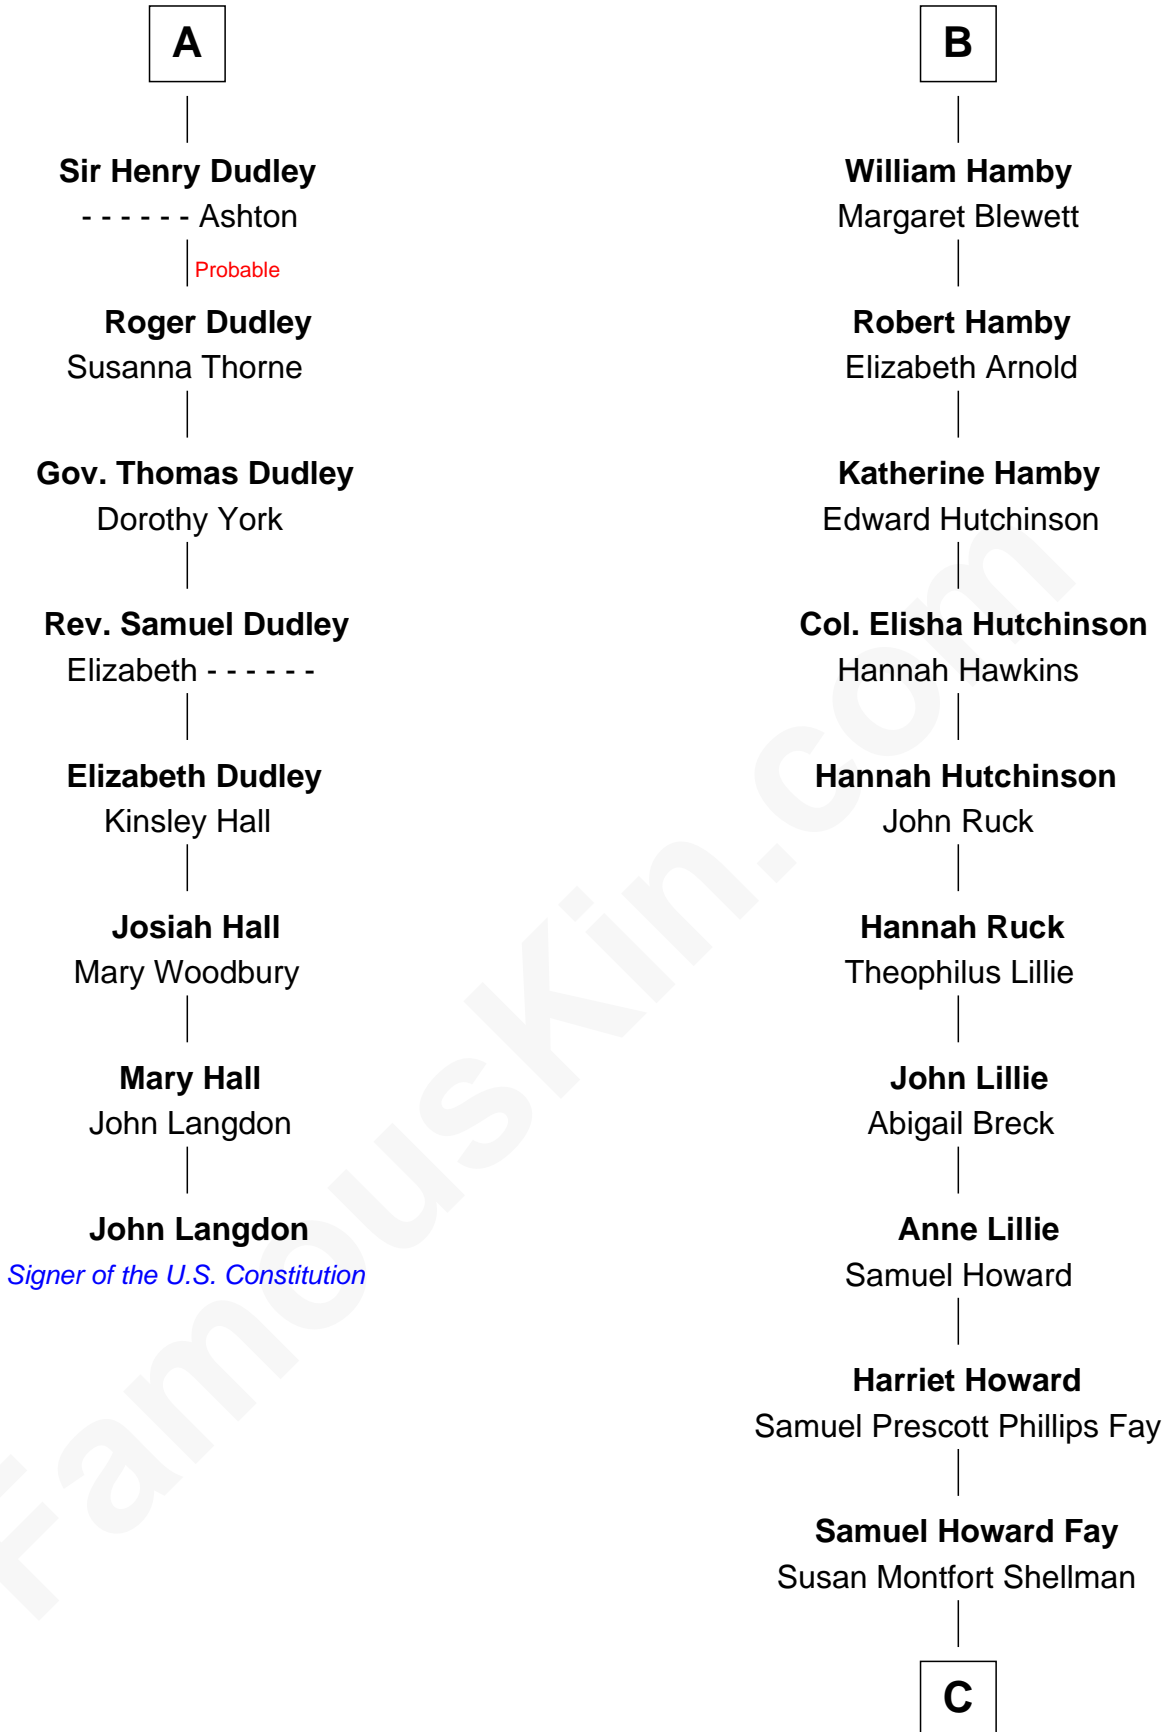 A
Sir Henry Dudley
- - - - - - Ashton
Probable
Roger Dudley
Susanna Thorne
Gov. Thomas Dudley
Dorothy York
Rev. Samuel Dudley
Elizabeth - - - - - -
Elizabeth Dudley
Kinsley Hall
Josiah Hall
Mary Woodbury
Mary Hall
John Langdon
John Langdon
Signer of the U.S. Constitution
B
William Hamby
Margaret Blewett
Robert Hamby
Elizabeth Arnold
Katherine Hamby
Edward Hutchinson
Col. Elisha Hutchinson
Hannah Hawkins
Hannah Hutchinson
John Ruck
Hannah Ruck
Theophilus Lillie
John Lillie
Abigail Breck
Anne Lillie
Samuel Howard
Harriet Howard
Samuel Prescott Phillips Fay
Samuel Howard Fay
Susan Montfort Shellman
C
FamousKin.com